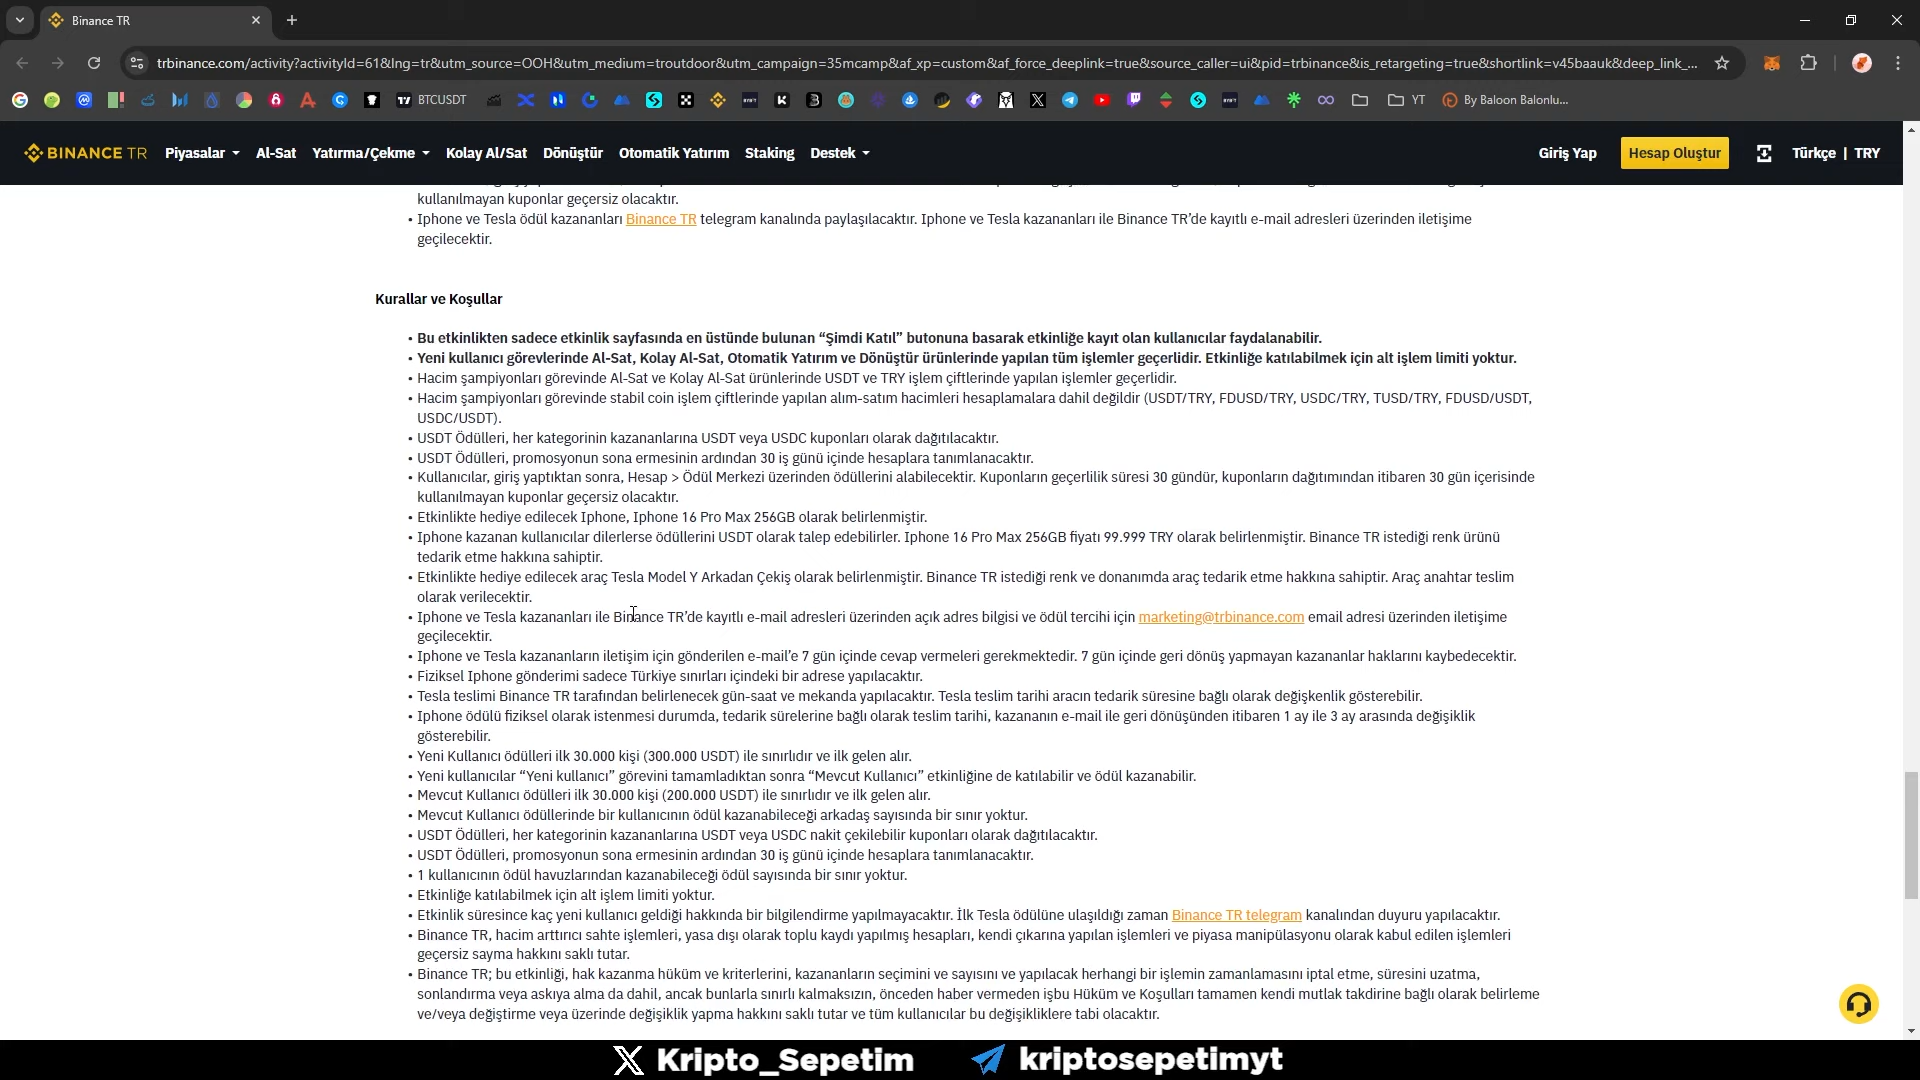 Binance TR
trbinance.com/activity?activityId=61&lng=tr&utm_source=OOH&utm_medium=troutdoor&utm_campaign=35mcamp&af_xp=custom&af_force_deeplink=true&source_caller=ui&pid=trbinance&is_retargeting=true&shortlink=v45baauk&deep_link_...
BTCUSDT YT By Baloon Balonlu...
BINANCE TR Piyasalar Al-Sat Yatırma/Çekme Kolay Al/Sat Dönüştür Otomatik Yatırım Staking Destek Giriş Yap Hesap Oluştur Türkçe | TRY
kullanılmayan kuponlar geçersiz olacaktır.
• Iphone ve Tesla ödül kazananları Binance TR telegram kanalında paylaşılacaktır. Iphone ve Tesla kazananları ile Binance TR’de kayıtlı e-mail adresleri üzerinden iletişime
geçilecektir.
Kurallar ve Koşullar
• Bu etkinlikten sadece etkinlik sayfasında en üstünde bulunan “Şimdi Katıl” butonuna basarak etkinliğe kayıt olan kullanıcılar faydalanabilir.
• Yeni kullanıcı görevlerinde Al-Sat, Kolay Al-Sat, Otomatik Yatırım ve Dönüştür ürünlerinde yapılan tüm işlemler geçerlidir. Etkinliğe katılabilmek için alt işlem limiti yoktur.
• Hacim şampiyonları görevinde Al-Sat ve Kolay Al-Sat ürünlerinde USDT ve TRY işlem çiftlerinde yapılan işlemler geçerlidir.
• Hacim şampiyonları görevinde stabil coin işlem çiftlerinde yapılan alım-satım hacimleri hesaplamalara dahil değildir (USDT/TRY, FDUSD/TRY, USDC/TRY, TUSD/TRY, FDUSD/USDT,
USDC/USDT).
• USDT Ödülleri, her kategorinin kazananlarına USDT veya USDC kuponları olarak dağıtılacaktır.
• USDT Ödülleri, promosyonun sona ermesinin ardından 30 iş günü içinde hesaplara tanımlanacaktır.
• Kullanıcılar, giriş yaptıktan sonra, Hesap > Ödül Merkezi üzerinden ödüllerini alabilecektir. Kuponların geçerlilik süresi 30 gündür, kuponların dağıtımından itibaren 30 gün içerisinde
kullanılmayan kuponlar geçersiz olacaktır.
• Etkinlikte hediye edilecek Iphone, Iphone 16 Pro Max 256GB olarak belirlenmiştir.
• Iphone kazanan kullanıcılar dilerlerse ödüllerini USDT olarak talep edebilirler. Iphone 16 Pro Max 256GB fiyatı 99.999 TRY olarak belirlenmiştir. Binance TR istediği renk ürünü
tedarik etme hakkına sahiptir.
• Etkinlikte hediye edilecek araç Tesla Model Y Arkadan Çekiş olarak belirlenmiştir. Binance TR istediği renk ve donanımda araç tedarik etme hakkına sahiptir. Araç anahtar teslim
olarak verilecektir.
• Iphone ve Tesla kazananları ile Binance TR’de kayıtlı e-mail adresleri üzerinden açık adres bilgisi ve ödül tercihi için marketing@trbinance.com email adresi üzerinden iletişime
geçilecektir.
• Iphone ve Tesla kazananların iletişim için gönderilen e-mail’e 7 gün içinde cevap vermeleri gerekmektedir. 7 gün içinde geri dönüş yapmayan kazananlar haklarını kaybedecektir.
• Fiziksel Iphone gönderimi sadece Türkiye sınırları içindeki bir adrese yapılacaktır.
• Tesla teslimi Binance TR tarafından belirlenecek gün-saat ve mekanda yapılacaktır. Tesla teslim tarihi aracın tedarik süresine bağlı olarak değişkenlik gösterebilir.
• Iphone ödülü fiziksel olarak istenmesi durumda, tedarik sürelerine bağlı olarak teslim tarihi, kazananın e-mail ile geri dönüşünden itibaren 1 ay ile 3 ay arasında değişiklik
gösterebilir.
• Yeni Kullanıcı ödülleri ilk 30.000 kişi (300.000 USDT) ile sınırlıdır ve ilk gelen alır.
• Yeni kullanıcılar “Yeni kullanıcı” görevini tamamladıktan sonra “Mevcut Kullanıcı” etkinliğine de katılabilir ve ödül kazanabilir.
• Mevcut Kullanıcı ödülleri ilk 30.000 kişi (200.000 USDT) ile sınırlıdır ve ilk gelen alır.
• Mevcut Kullanıcı ödüllerinde bir kullanıcının ödül kazanabileceği arkadaş sayısında bir sınır yoktur.
• USDT Ödülleri, her kategorinin kazananlarına USDT veya USDC nakit çekilebilir kuponları olarak dağıtılacaktır.
• USDT Ödülleri, promosyonun sona ermesinin ardından 30 iş günü içinde hesaplara tanımlanacaktır.
• 1 kullanıcının ödül havuzlarından kazanabileceği ödül sayısında bir sınır yoktur.
• Etkinliğe katılabilmek için alt işlem limiti yoktur.
• Etkinlik süresince kaç yeni kullanıcı geldiği hakkında bir bilgilendirme yapılmayacaktır. İlk Tesla ödülüne ulaşıldığı zaman Binance TR telegram kanalından duyuru yapılacaktır.
• Binance TR, hacim arttırıcı sahte işlemleri, yasa dışı olarak toplu kaydı yapılmış hesapları, kendi çıkarına yapılan işlemleri ve piyasa manipülasyonu olarak kabul edilen işlemleri
geçersiz sayma hakkını saklı tutar.
• Binance TR; bu etkinliği, hak kazanma hüküm ve kriterlerini, kazananların seçimini ve sayısını ve yapılacak herhangi bir işlemin zamanlamasını iptal etme, süresini uzatma,
sonlandırma veya askıya alma da dahil, ancak bunlarla sınırlı kalmaksızın, önceden haber vermeden işbu Hüküm ve Koşulları tamamen kendi mutlak takdirine bağlı olarak belirleme
ve/veya değiştirme veya üzerinde değişiklik yapma hakkını saklı tutar ve tüm kullanıcılar bu değişikliklere tabi olacaktır.
Kripto_Sepetim kriptosepetimyt